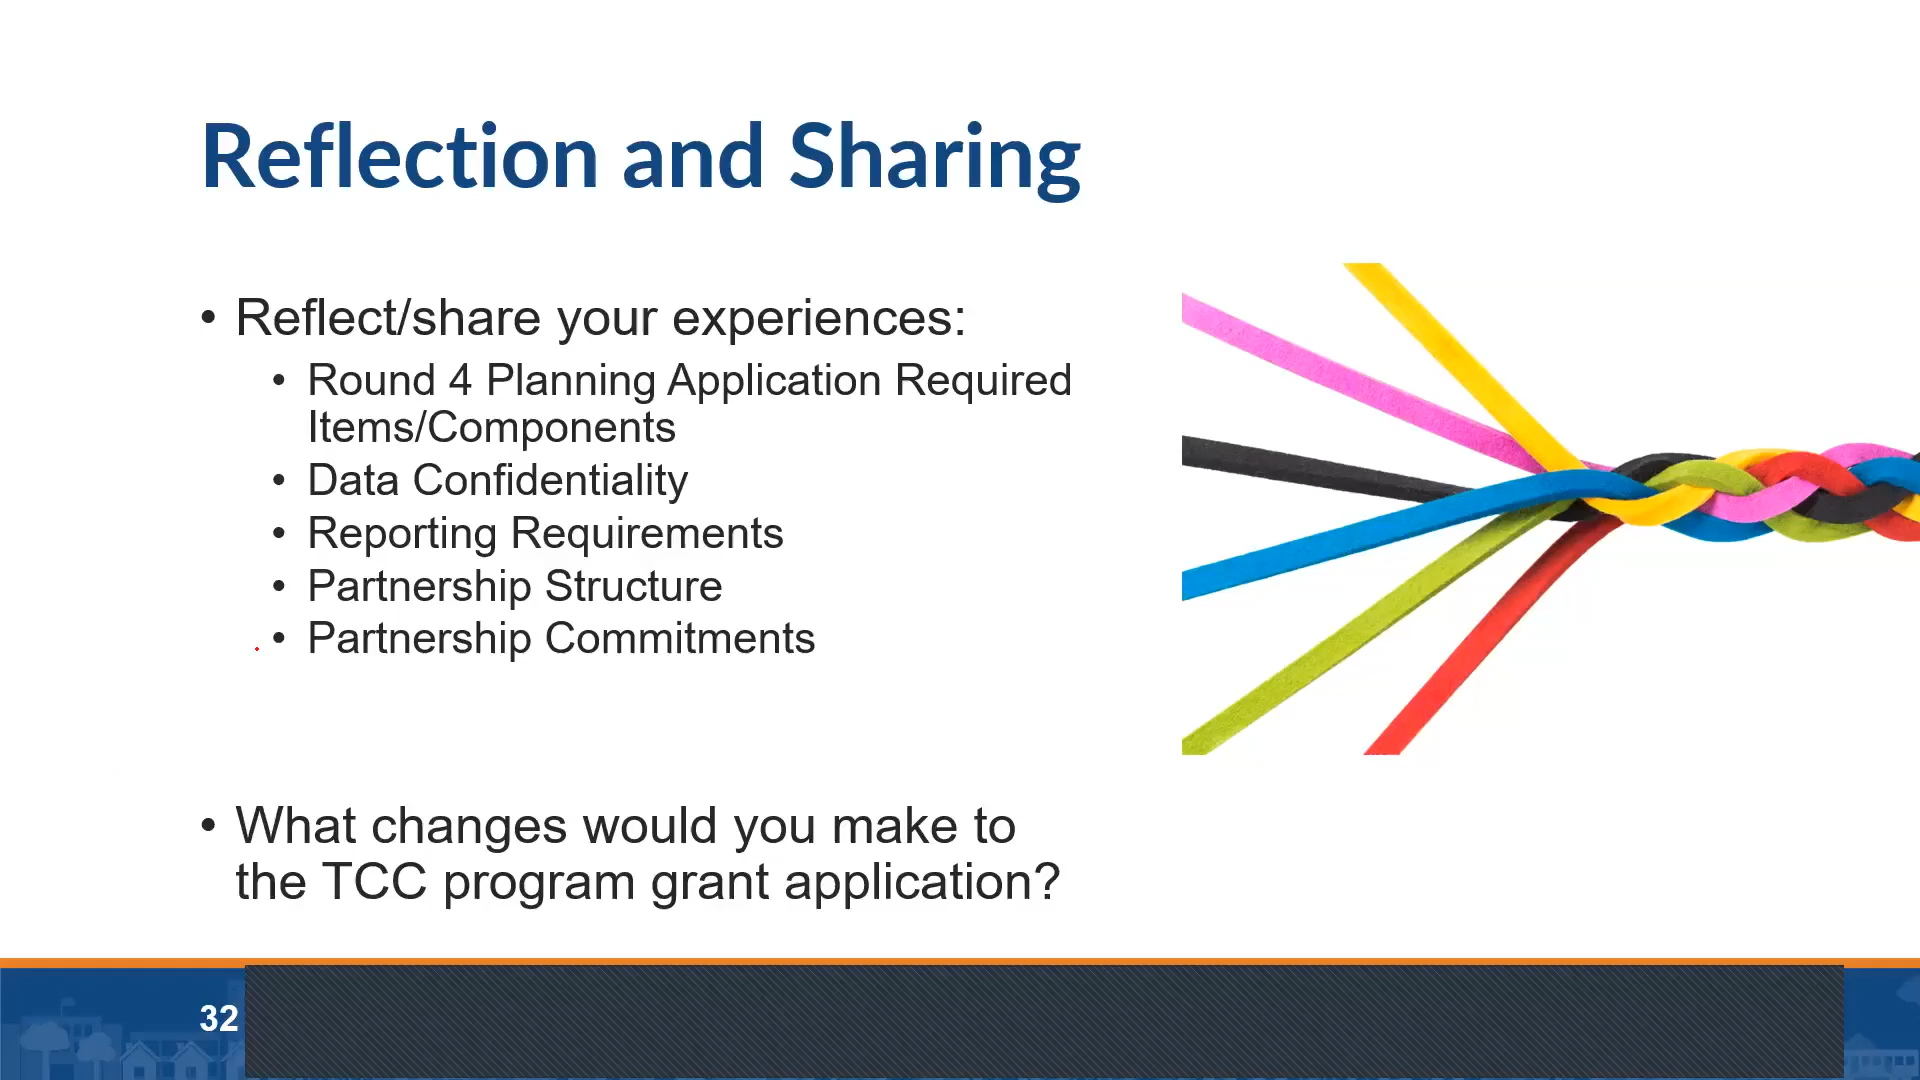 Reflection and Sharing
• Reflect/share your experiences:
• Round 4 Planning Application Required
Items/Components
• Data Confidentiality
• Reporting Requirements
• Partnership Structure
• Partnership Commitments
• What changes would you make to
the TCC program grant application?
32